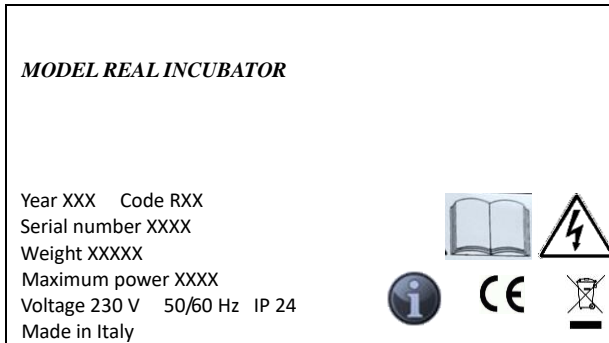 MODEL REAL INCUBATOR
Year XXX Code RXX
Serial number XXXX
Weight XXXXX
Maximum power XXXX
Voltage 230 V 50/60 Hz IP 24
Made in Italy
i
CE